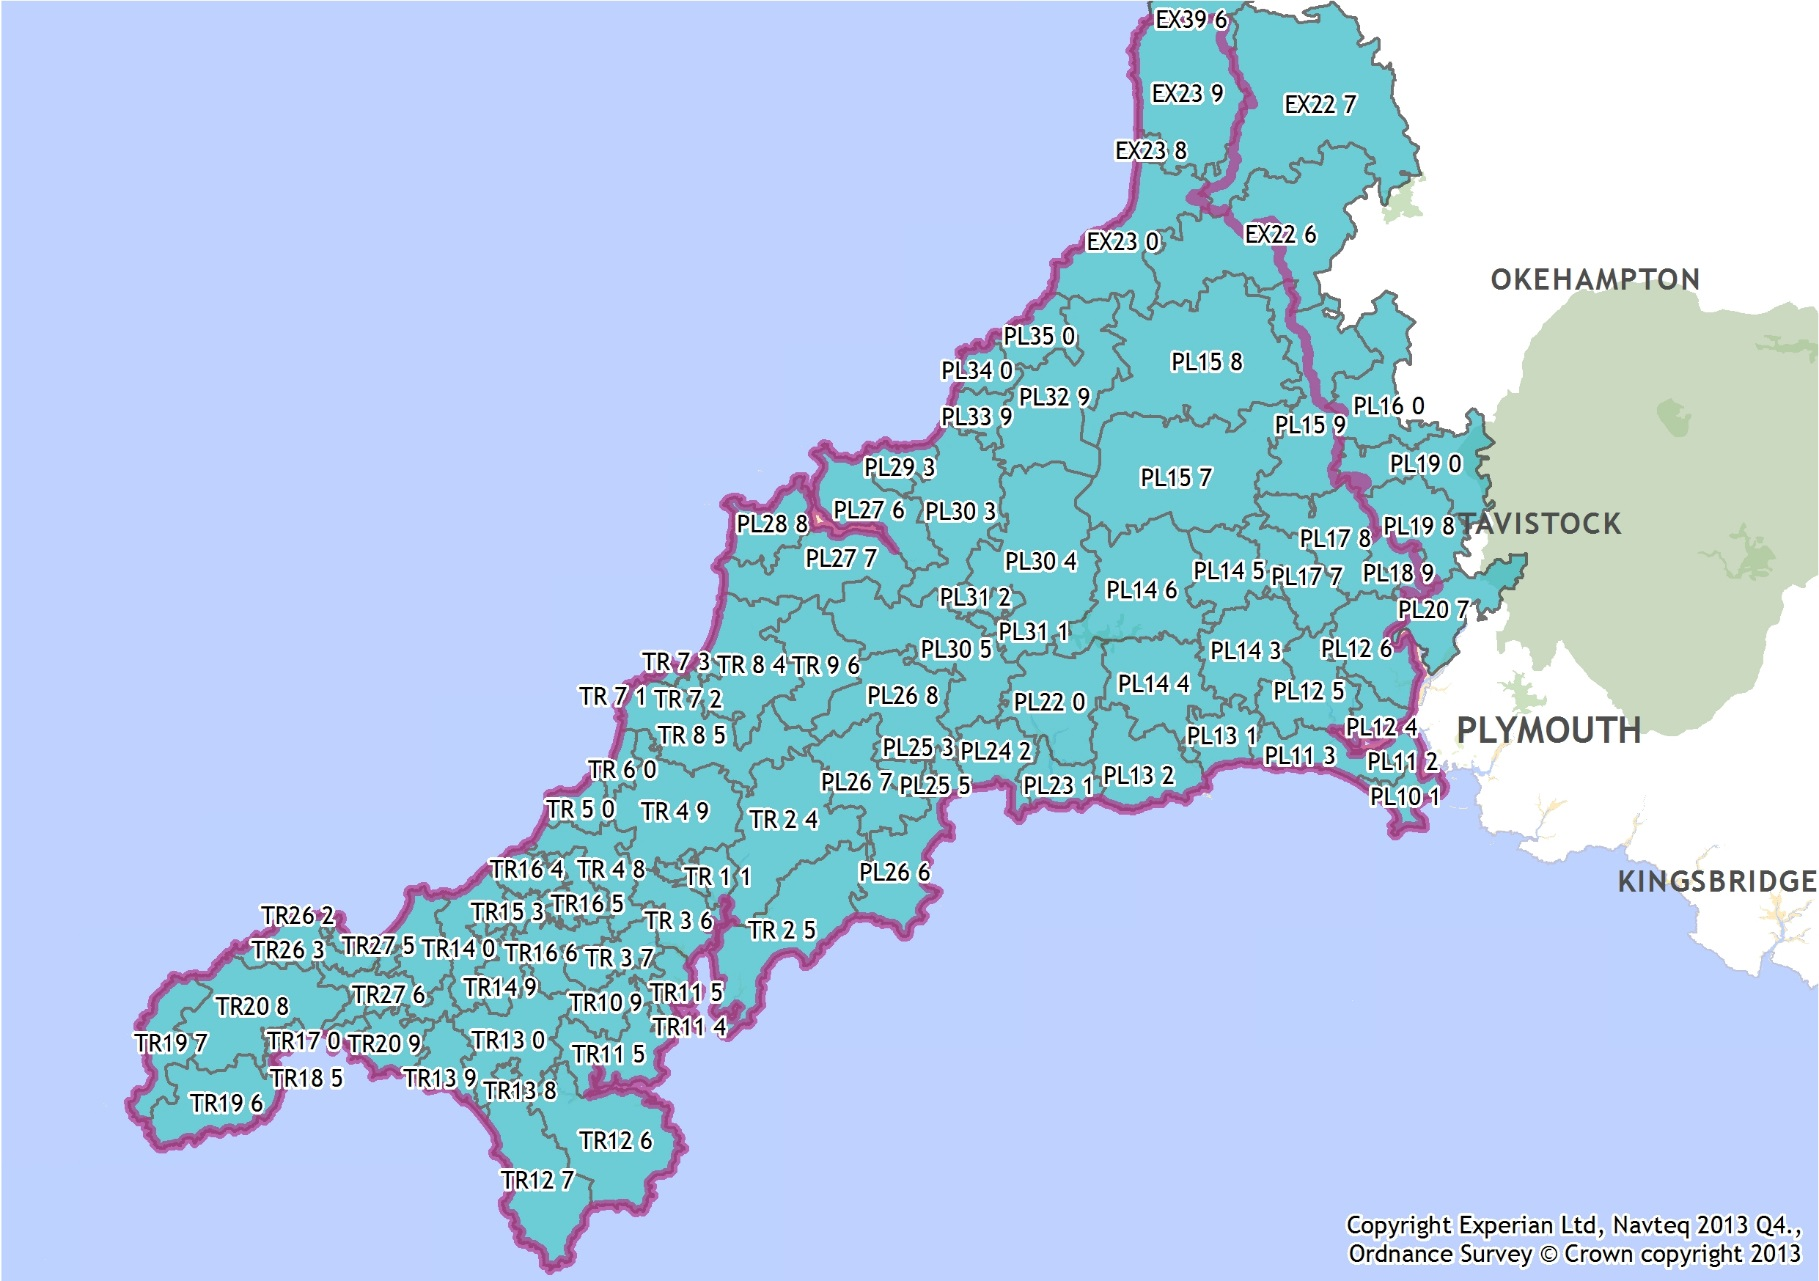 EX39 6
EX23 9
EX22 7
EX23 8
EX22 6
EX23 0
OKEHAMPTON
PL35 0
PL15 8
PL34 0
PL32 9
PL16 0
PL33 9
PL15 9
PL29 3
PL15 7
PL19 0
PL27 6
PL30 3
PL28 8
PL19 8
TAVISTOCK
PL17 8
PL27 7
PL30 4
PL14 5
PL17 7
PL18 9
PL14 6
PL31 2
PL20 7
PL31 1
PL30 5
PL14 3
PL12 6
TR 7 3
TR 8 4
TR 9 6
PL14 4
PL12 5
TR 7 1
TR 7 2
PL26 8
PL22 0
PL12 4
PLYMOUTH
TR 8 5
PL25 3
PL24 2
PL13 1
PL11 3
PL11 2
TR 6 0
PL26 7
PL25 5
PL23 1
PL13 2
PL10 1
TR 5 0
TR 4 9
TR 2 4
TR16 4
TR 4 8
TR 1 1
PL26 6
KINGSBRIDGE
TR26 2
TR15 3
TR16 5
TR 3 6
TR 2 5
TR26 3
TR27 5
TR14 0
TR16 6
TR 3 7
TR20 8
TR27 6
TR14 9
TR10 9
TR11 5
TR19 7
TR17 0
TR20 9
TR13 0
TR11 4
TR11 5
TR18 5
TR13 9
TR13 8
TR19 6
TR12 6
TR12 7
Copyright Experian Ltd, Navteq 2013 Q4.,
Ordnance Survey © Crown copyright 2013